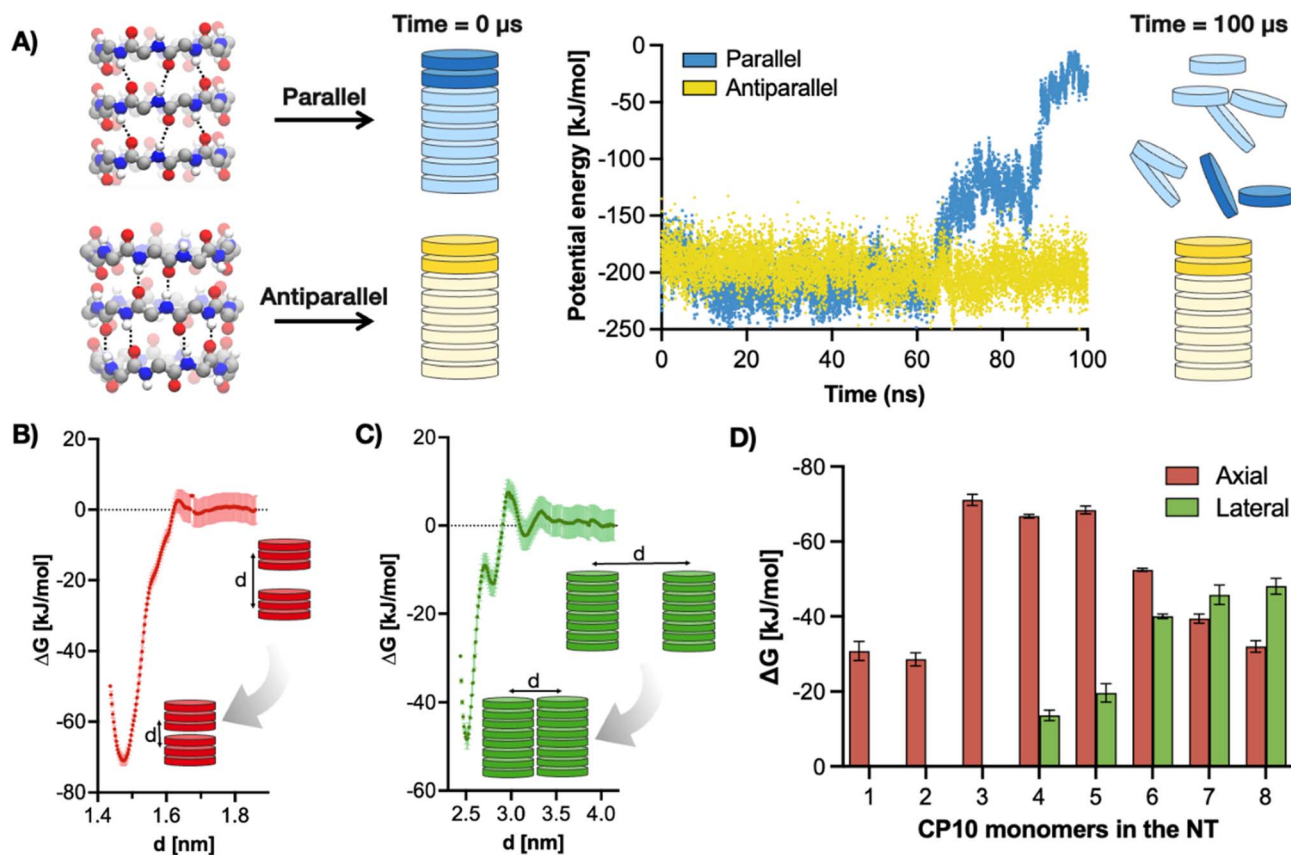 A)
Parallel
Antiparallel
Time = 0 µs
Potential energy [kJ/mol]
0
-50
-100
-150
-200
-250
Parallel
Antiparallel
0
20
40
60
80
100
Time (ns)
Time = 100 µs
B)
ΔG [kJ/mol]
20
0
-20
-40
-60
-80
d
d
1.4
1.6
1.8
d [nm]
C)
ΔG [kJ/mol]
20
0
-20
-40
-60
d
d
2.5
3.0
3.5
4.0
d [nm]
D)
ΔG [kJ/mol]
-80
-60
-40
-20
0
Axial
Lateral
1
2
3
4
5
6
7
8
CP10 monomers in the NT